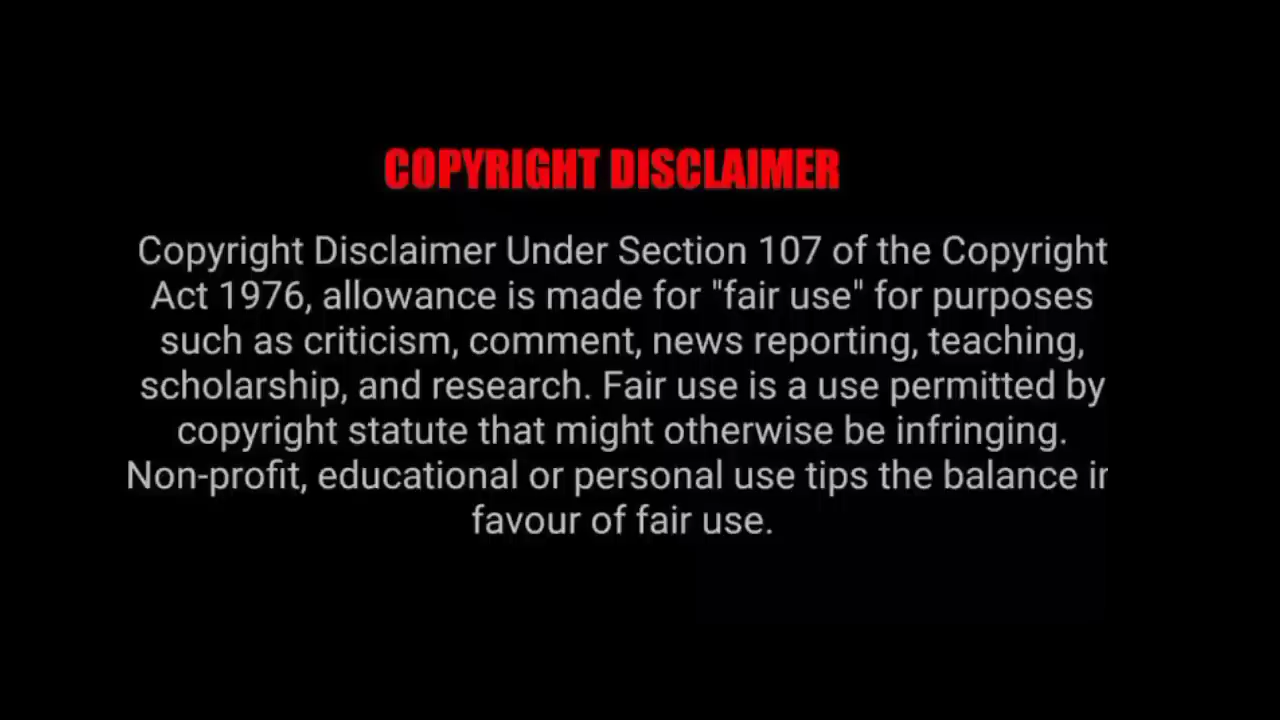 COPYRIGHT DISCLAIMER
Copyright Disclaimer Under Section 107 of the Copyright
Act 1976, allowance is made for "fair use" for purposes
such as criticism, comment, news reporting, teaching,
scholarship, and research. Fair use is a use permitted by
copyright statute that might otherwise be infringing.
Non-profit, educational or personal use tips the balance in
favour of fair use.